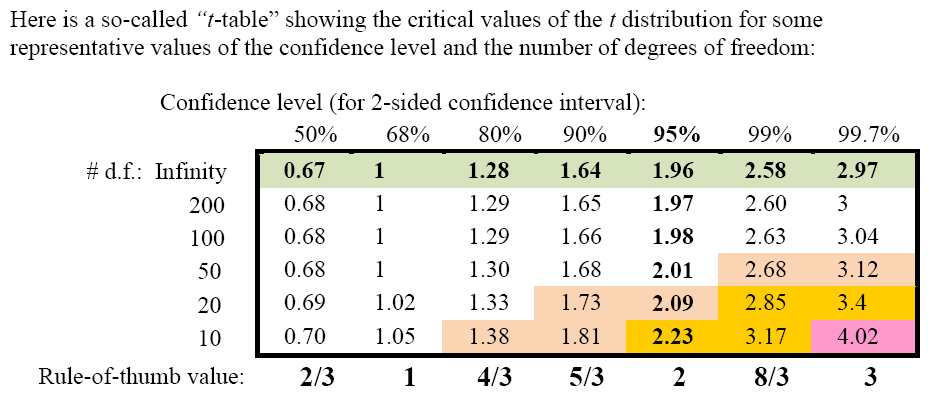 Here is a so-called “t-table” showing the critical values of the t distribution for some
representative values of the confidence level and the number of degrees of freedom:
Confidence level (for 2-sided confidence interval):
50% 68% 80% 90% 95% 99% 99.7%
# d.f.: Infinity 0.67 1 1.28 1.64 1.96 2.58 2.97
200 0.68 1 1.29 1.65 1.97 2.60 3
100 0.68 1 1.29 1.66 1.98 2.63 3.04
50 0.68 1 1.30 1.68 2.01 2.68 3.12
20 0.69 1.02 1.33 1.73 2.09 2.85 3.4
10 0.70 1.05 1.38 1.81 2.23 3.17 4.02
Rule-of-thumb value: 2/3 1 4/3 5/3 2 8/3 3